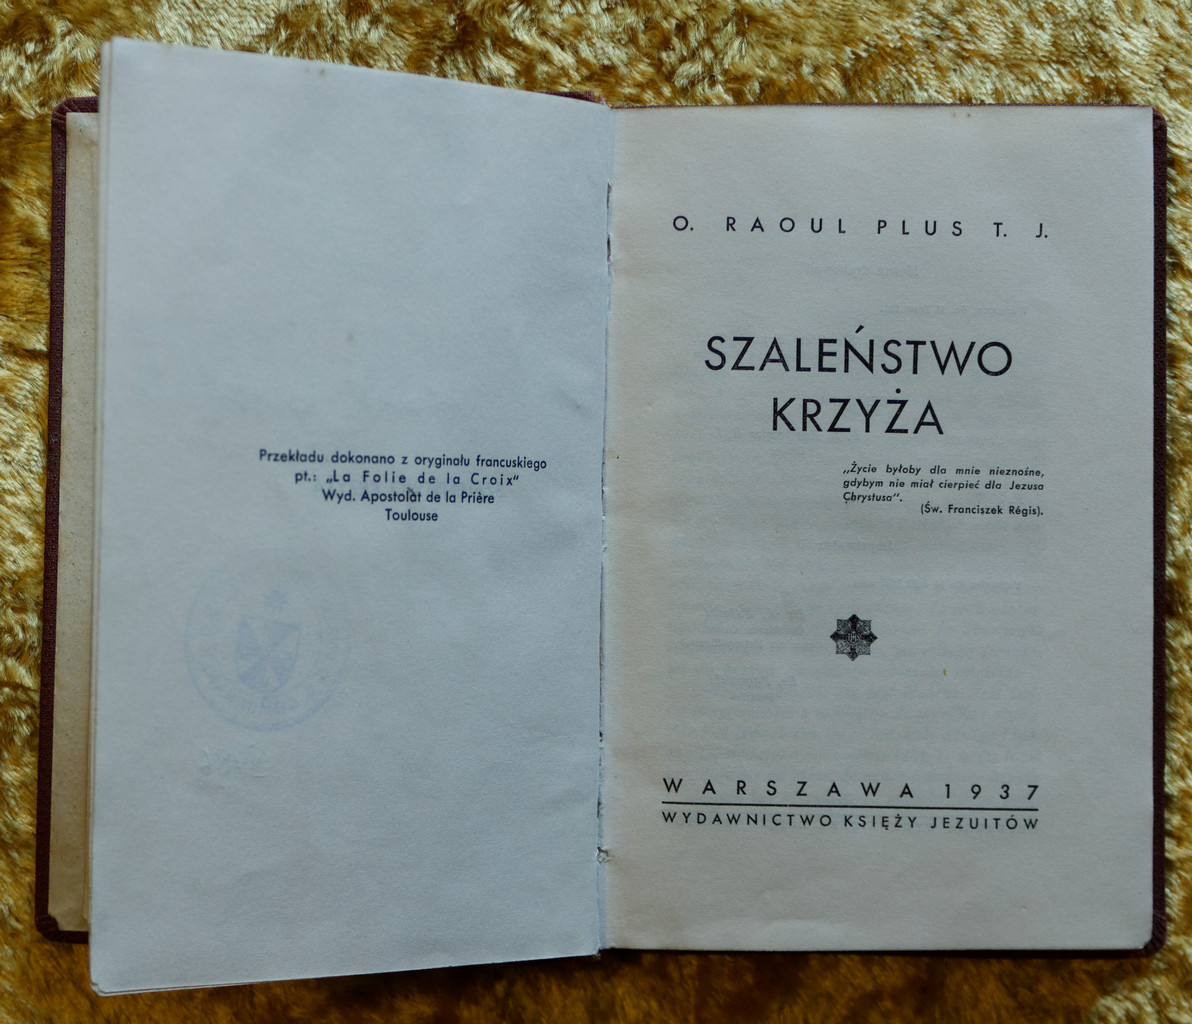 Przekładu dokonano z oryginału francuskiego
pt.: „La Folie de la Croix"
Wyd. Apostolat de la Prière
Toulouse
O. RAOUL PLUS T. J.
SZALEŃSTWO
KRZYŻA
„Życie byłoby dla mnie nieznośne,
gdybym nie miał cierpieć dla Jezusa
Chrystusa".
(Św. Franciszek Régis).
IHS
WARSZAWA 1937
WYDAWNICTWO KSIĘŻY JEZUITÓW